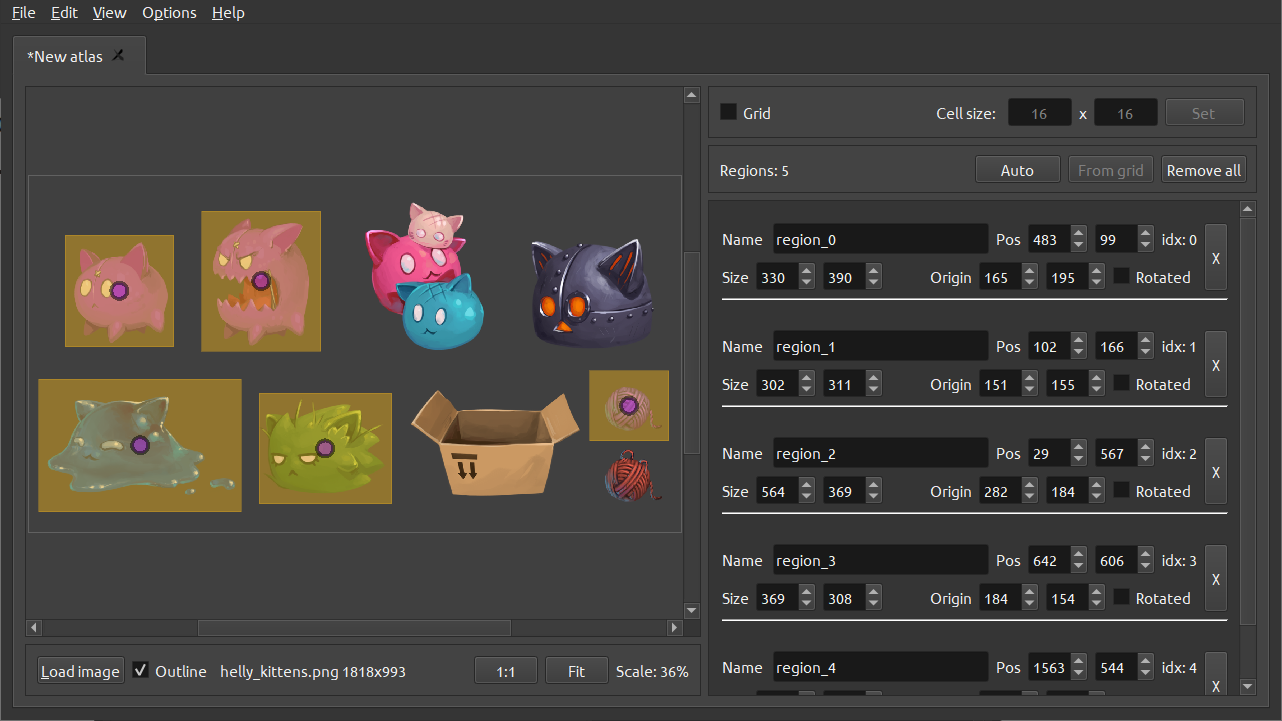 File Edit View Options Help
*New atlas
Grid Cell size: 16 x 16 Set
Regions: 5 Auto From grid Remove all
Name region_0 Pos 483 99 idx: 0 X
Size 330 390 Origin 165 195 Rotated
Name region_1 Pos 102 166 idx: 1 X
Size 302 311 Origin 151 155 Rotated
Name region_2 Pos 29 567 idx: 2 X
Size 564 369 Origin 282 184 Rotated
Name region_3 Pos 642 606 idx: 3 X
Size 369 308 Origin 184 154 Rotated
Name region_4 Pos 1563 544 idx: 4 X
Load image Outline helly_kittens.png 1818x993 1:1 Fit Scale: 36%